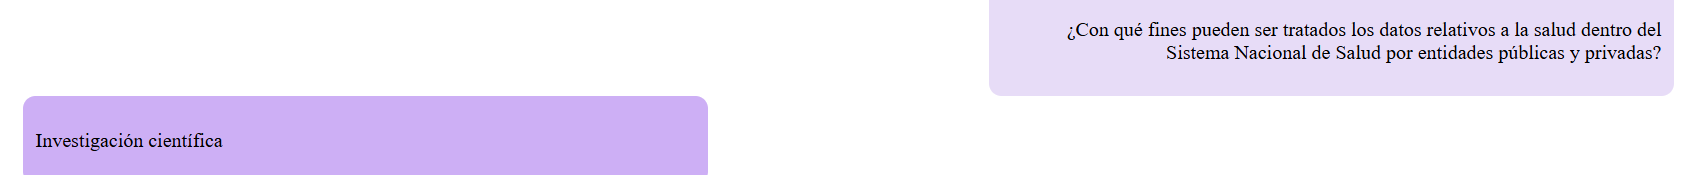 ¿Con qué fines pueden ser tratados los datos relativos a la salud dentro del
Sistema Nacional de Salud por entidades públicas y privadas?
Investigación científica